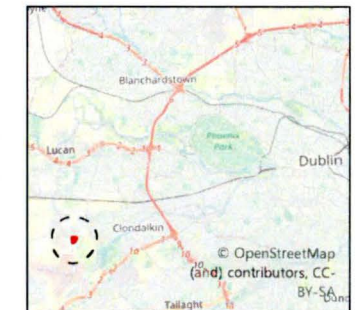 Blanchardstown
Phoenix
Park
Lucan
Dublin
Clondalkin
© OpenStreetMap
(and) contributors, CC-
BY-SA
Tallaght